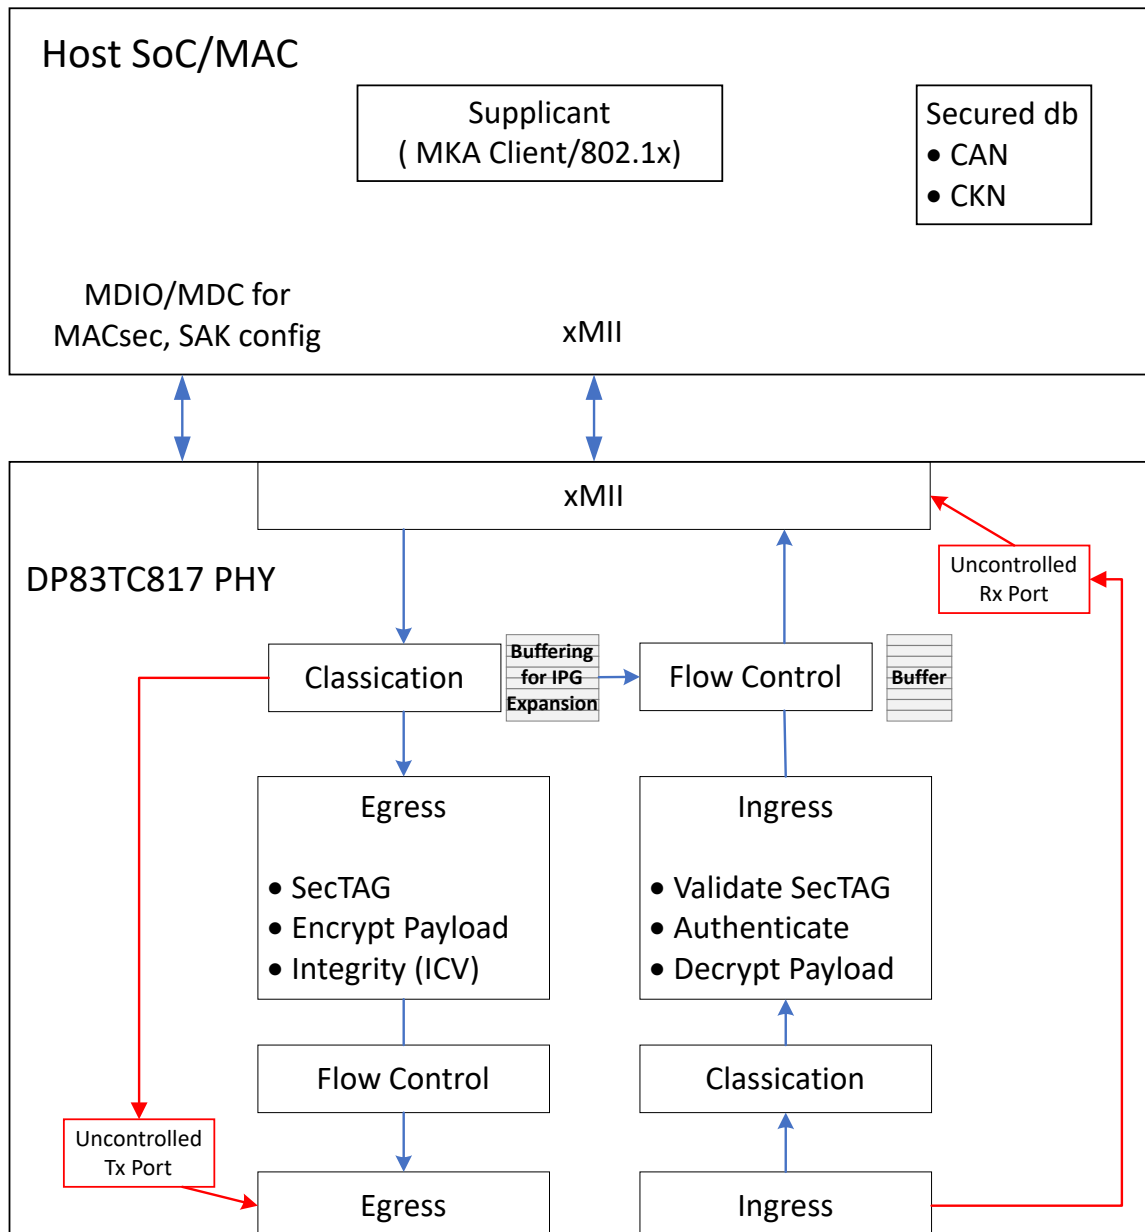 Host SoC/MAC
Supplicant
( MKA Client/802.1x)
Secured db
• CAN
• CKN
MDIO/MDC for
MACsec, SAK config
xMII
xMII
DP83TC817 PHY
Uncontrolled
Rx Port
Classication
Buffering
for IPG
Expansion
Flow Control
Buffer
Egress
• SecTAG
• Encrypt Payload
• Integrity (ICV)
Ingress
• Validate SecTAG
• Authenticate
• Decrypt Payload
Flow Control
Classication
Uncontrolled
Tx Port
Egress
Ingress